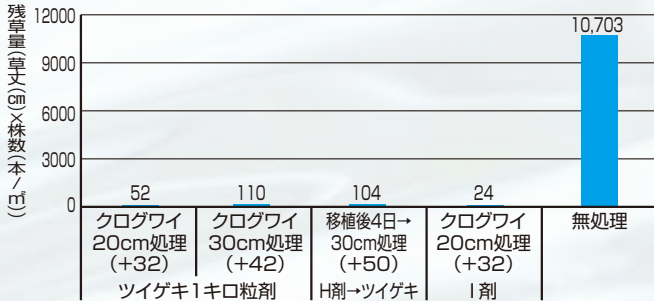 残草量(草丈(㎝)×株数(本/㎡))
12000
9000
6000
3000
0
52
110
104
24
10,703
クログワイ
20cm処理
(+32)
クログワイ
30cm処理
(+42)
移植後4日→
30cm処理
(+50)
クログワイ
20cm処理
(+32)
無処理
ツイゲキ1キロ粒剤
H剤→ツイゲキ
I剤